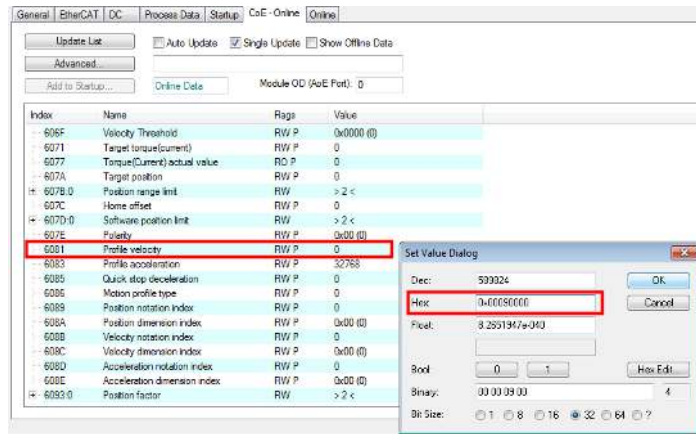 General EtherCAT DC Process Data Startup CoE - Online Online
Update List Auto Update Single Update Show Offline Data
Advanced...
Add to Startup... Online Data Module OD (AoE Port): 0
Index Name Flags Value
606F Velocity Threshold RW P 0x0000 (0)
6071 Target torque(current) RW P 0
6077 Torque(Current) actual value RO P 0
607A Target position RW P 0
607B:0 Position range limit RW > 2 <
607C Home offset RW P 0
607D:0 Software position limit RW > 2 <
607E Polarity RW P 0x00 (0)
6081 Profile velocity RW P 0
6083 Profile acceleration RW P 32768
6085 Quick stop deceleration RW P 0
6086 Motion profile type RW P 0
6089 Position notation index RW P 0
608A Position dimension index RW P 0x00 (0)
608B Velocity notation index RW P 0
608C Velocity dimension index RW P 0x00 (0)
608D Acceleration notation index RW P 0
608E Acceleration dimension index RW P 0x00 (0)
6093:0 Position factor RW > 2 <
Set Value Dialog
Dec: 589824 OK
Hex: 0x00090000 Cancel
Float: 8.2651947e-040
Bool: 0 1 Hex Edit...
Binary: 00 00 09 00 4
Bit Size: 1 8 16 32 64 ?